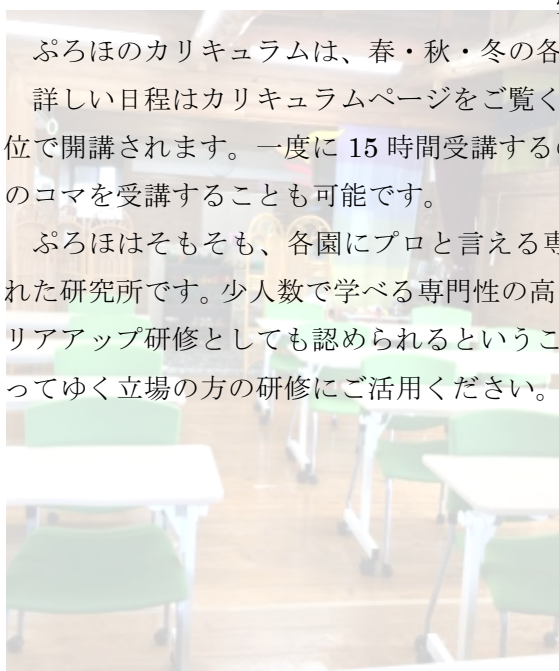 ぷろほのカリキュラムは、春・秋・冬の各
詳しい日程はカリキュラムページをご覧く
位で開講されます。一度に 15 時間受講する
のコマを受講することも可能です。
ぷろほはそもそも、各園にプロと言える専
れた研究所です。少人数で学べる専門性の高
リアアップ研修としても認められるというこ
ってゆく立場の方の研修にご活用ください。